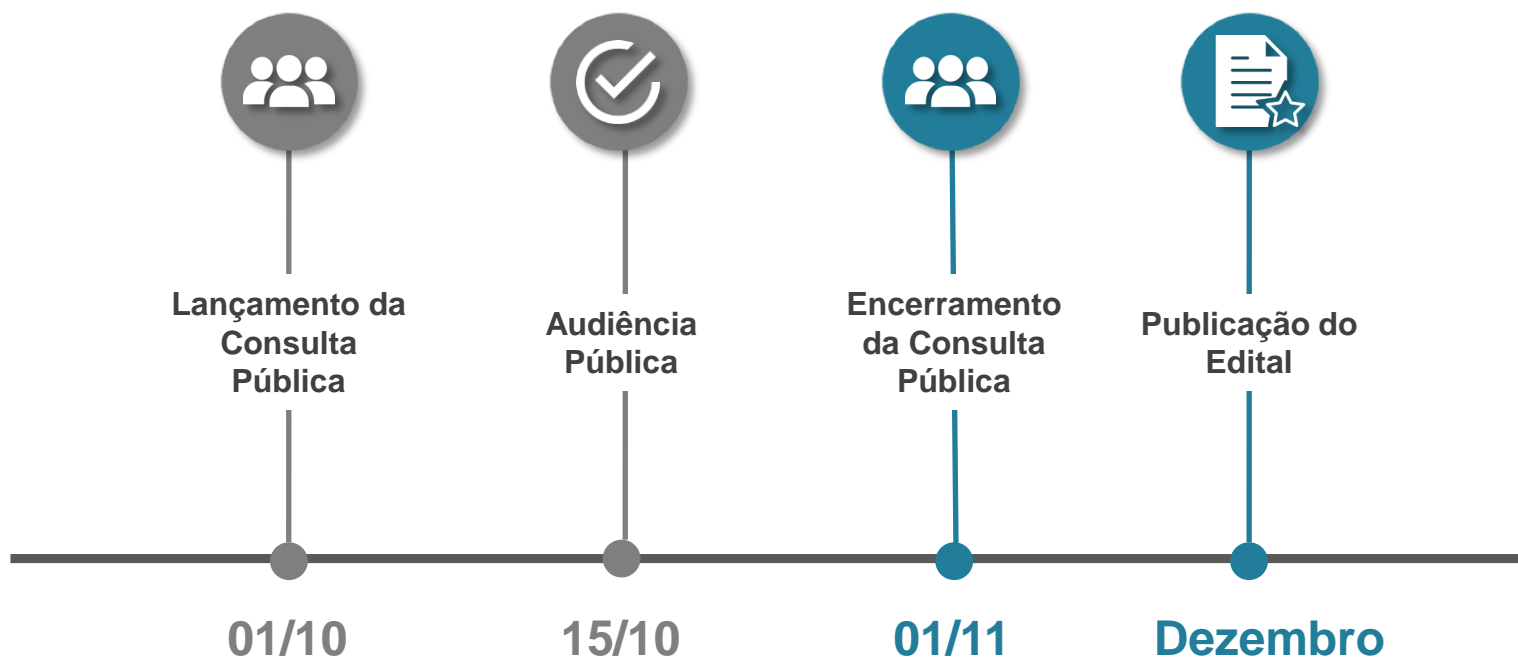 Lançamento da
Consulta
Pública
Audiência
Pública
Encerramento
da Consulta
Pública
Publicação do
Edital
01/10
15/10
01/11
Dezembro